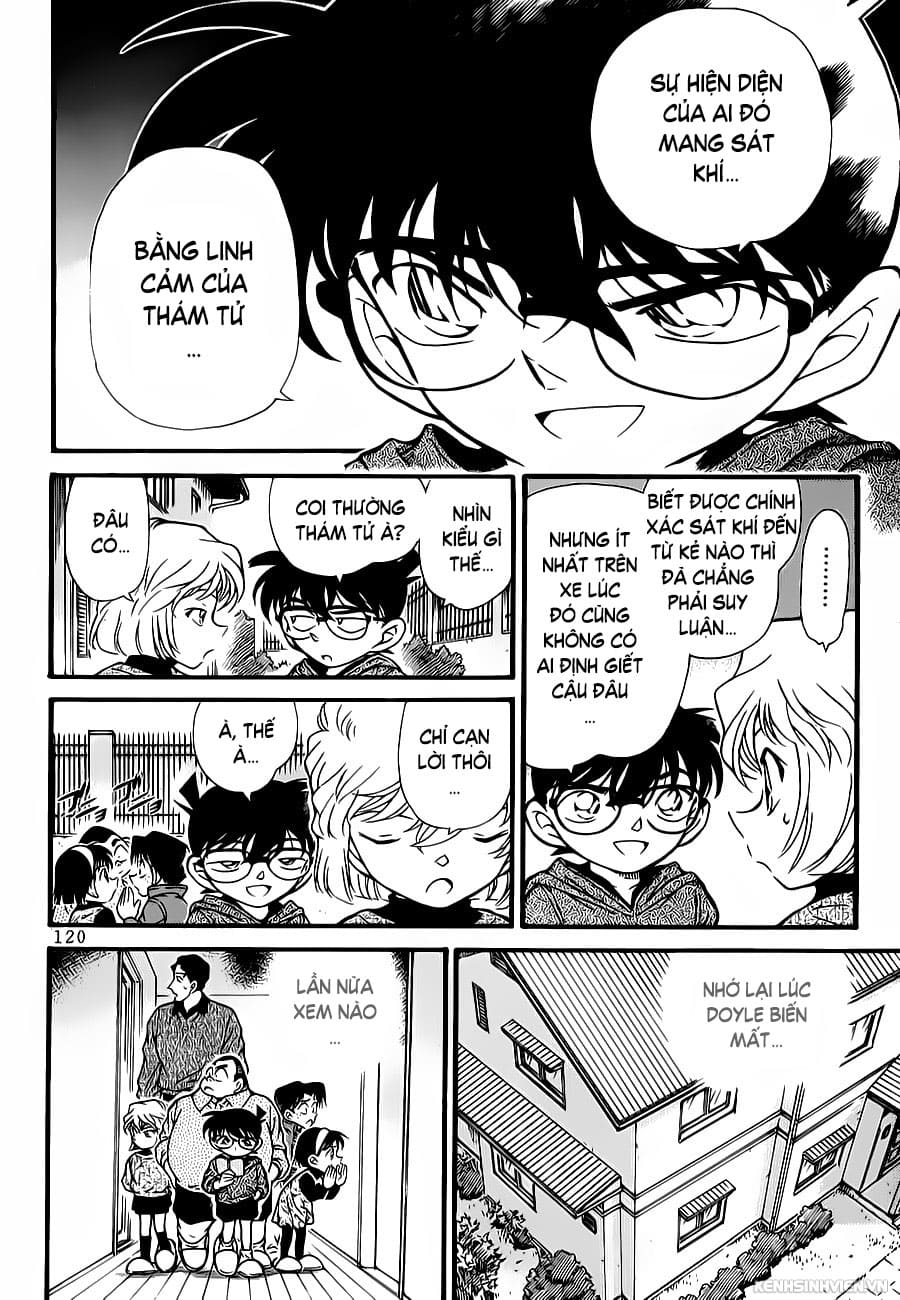 SỰ HIỆN DIỆN
CỦA AI ĐÓ
MANG SÁT
KHÍ...
BẰNG LINH
CẢM CỦA
THÁM TỬ
...
.........
BIẾT ĐƯỢC CHÍNH
XÁC SÁT KHÍ ĐẾN
TỪ KẺ NÀO THÌ
ĐÃ CHẲNG
PHẢI SUY
LUẬN...
NHƯNG ÍT
NHẤT TRÊN
XE LÚC
ĐÓ CŨNG
KHÔNG CÓ
AI ĐỊNH GIẾT
CẬU ĐÂU
...
NHÌN
KIỂU GÌ
THẾ...
COI THƯỜNG
THÁM TỬ À?
ĐÂU
CÓ...
CHỈ CẠN
LỜI THÔI
...
À, THẾ
À...
120
NHỚ LẠI LÚC
DOYLE BIẾN
MẤT...
LẦN NỮA
XEM NÀO
...
KENHSINHVIEN.VN